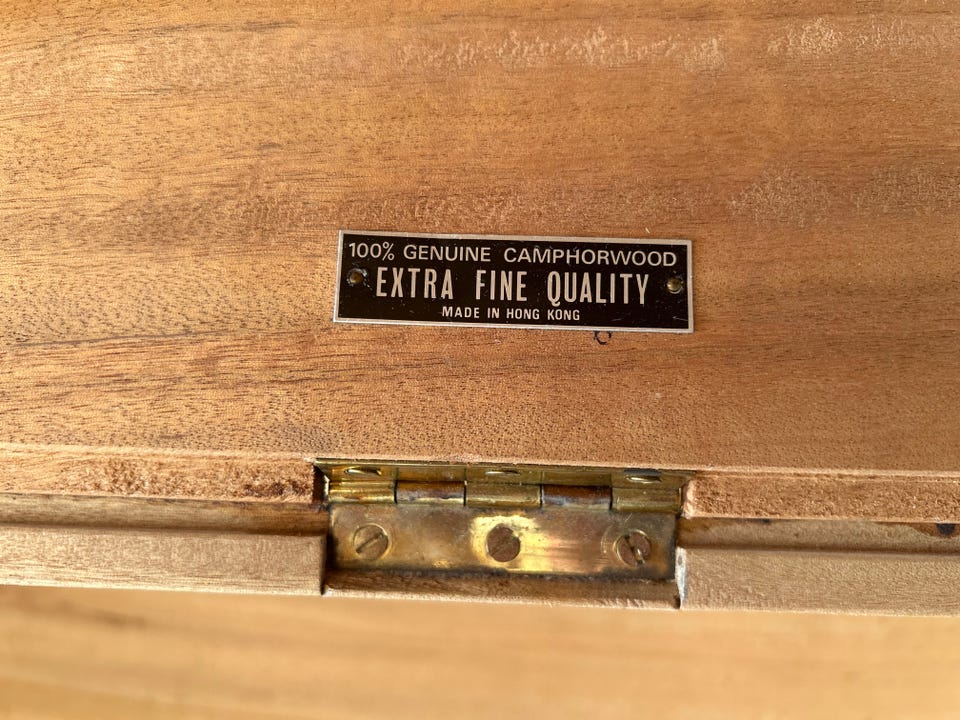 100% GENUINE CAMPHORWOOD
EXTRA FINE QUALITY
MADE IN HONG KONG